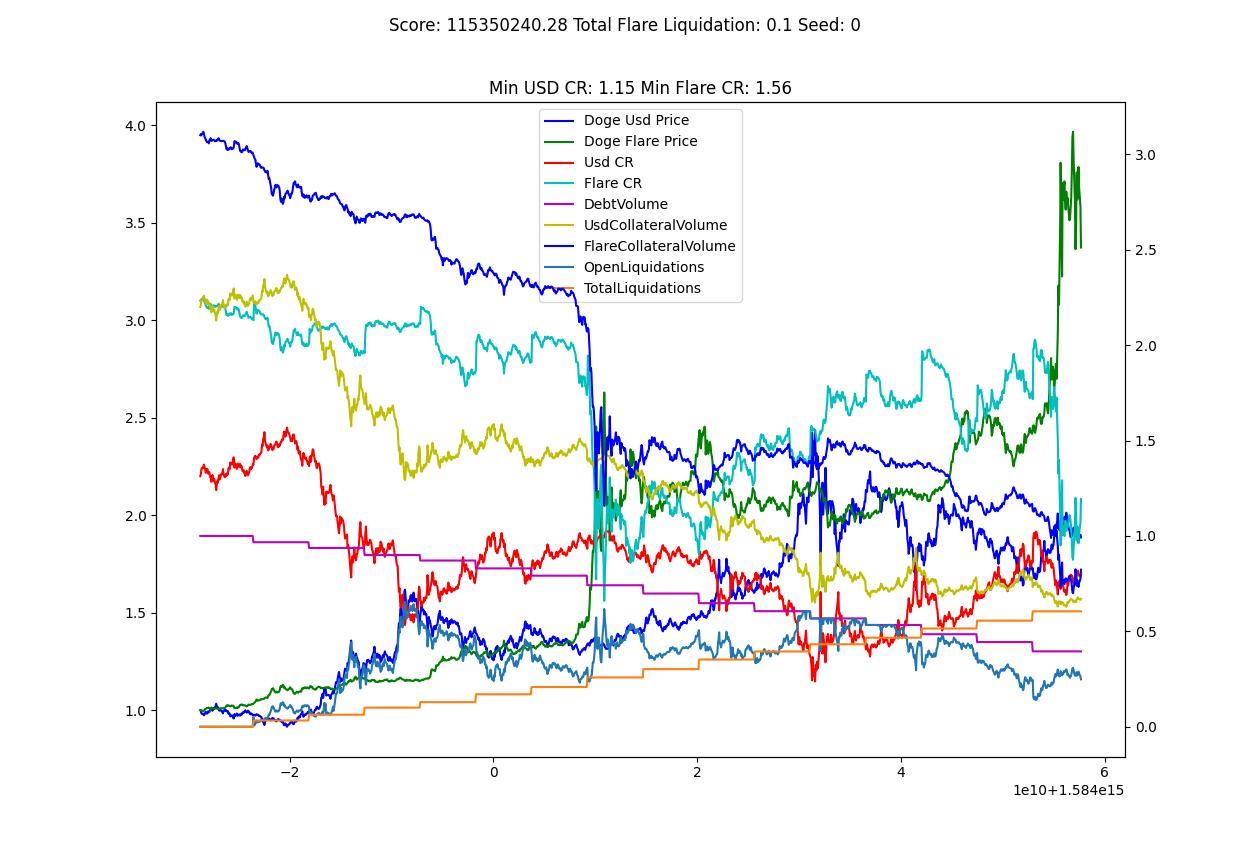 Score: 115350240.28 Total Flare Liquidation: 0.1 Seed: 0
Min USD CR: 1.15 Min Flare CR: 1.56
Doge Usd Price
Doge Flare Price
Usd CR
Flare CR
DebtVolume
UsdCollateralVolume
FlareCollateralVolume
OpenLiquidations
TotalLiquidations
4.0
3.5
3.0
2.5
2.0
1.5
1.0
3.0
2.5
2.0
1.5
1.0
0.5
0.0
−2 0 2 4 6
1e10+1.584e15